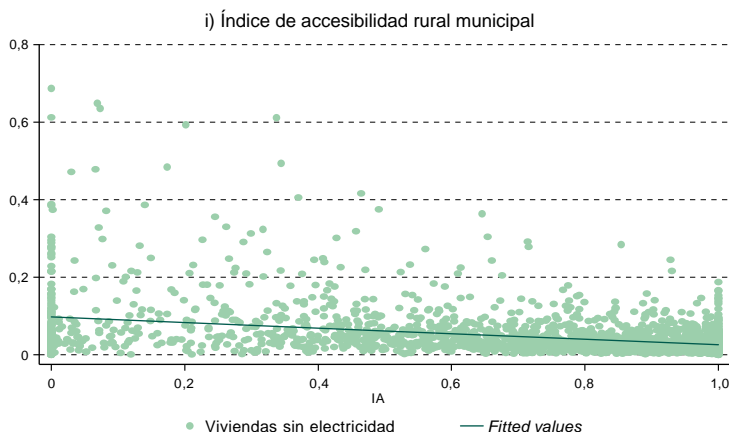 i) Índice de accesibilidad rural municipal
0,8
0,6
0,4
0,2
0
0 0,2 0,4 0,6 0,8 1,0
IA
Viviendas sin electricidad Fitted values